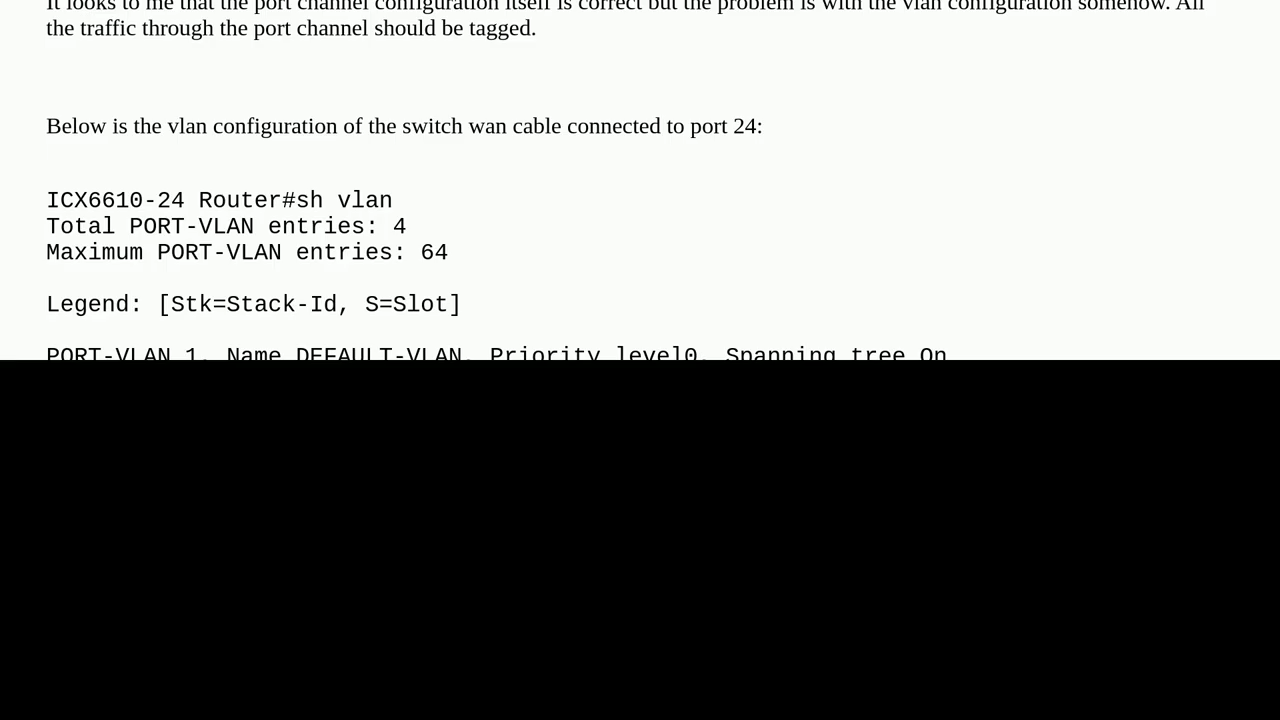 It looks to me that the port channel configuration itself is correct but the problem is with the vlan configuration somehow. All
the traffic through the port channel should be tagged.
Below is the vlan configuration of the switch wan cable connected to port 24:
ICX6610-24 Router#sh vlan
Total PORT-VLAN entries: 4
Maximum PORT-VLAN entries: 64
Legend: [Stk=Stack-Id, S=Slot]
PORT-VLAN 1, Name DEFAULT-VLAN, Priority level0, Spanning tree On